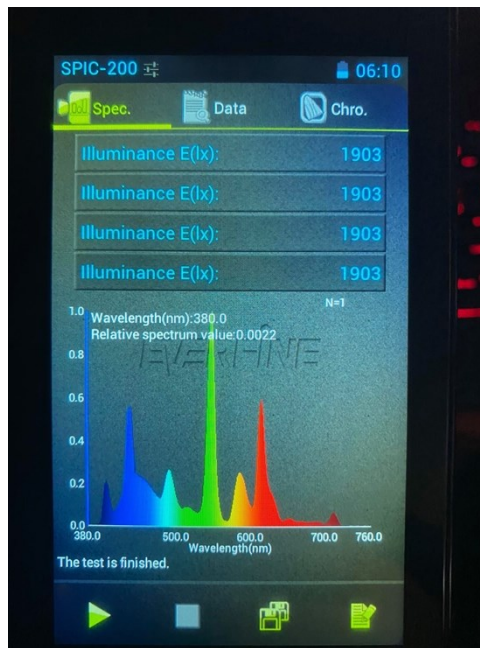 SPIC-200 06:10
Spec. Data Chro.
Illuminance E(lx): 1903
Illuminance E(lx): 1903
Illuminance E(lx): 1903
Illuminance E(lx): 1903
N=1
1.0 Wavelength(nm):380.0
Relative spectrum value:0.0022
EVERFINE
0.8
0.6
0.4
0.2
0.0
380.0 500.0 600.0 700.0 760.0
Wavelength(nm)
The test is finished.